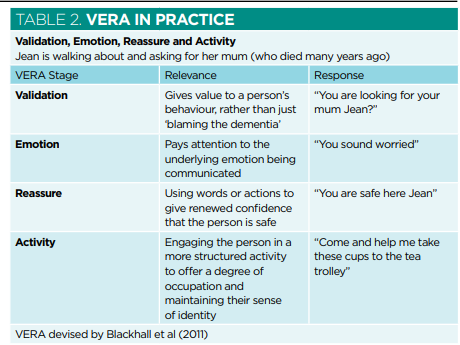 TABLE 2. VERA IN PRACTICE
Validation, Emotion, Reassure and Activity
Jean is walking about and asking for her mum (who died many years ago)
VERA Stage Relevance Response
Validation Gives value to a person's “You are looking for your
behaviour, rather than just mum Jean?”
‘blaming the dementia’
Emotion Pays attention to the “You sound worried”
underlying emotion being
communicated
Reassure Using words or actions to “You are safe here Jean”
give renewed confidence
that the person is safe
Activity Engaging the person in a “Come and help me take
more structured activity these cups to the tea
to offer a degree of trolley”
occupation and
maintaining their sense
of identity
VERA devised by Blackhall et al (2011)